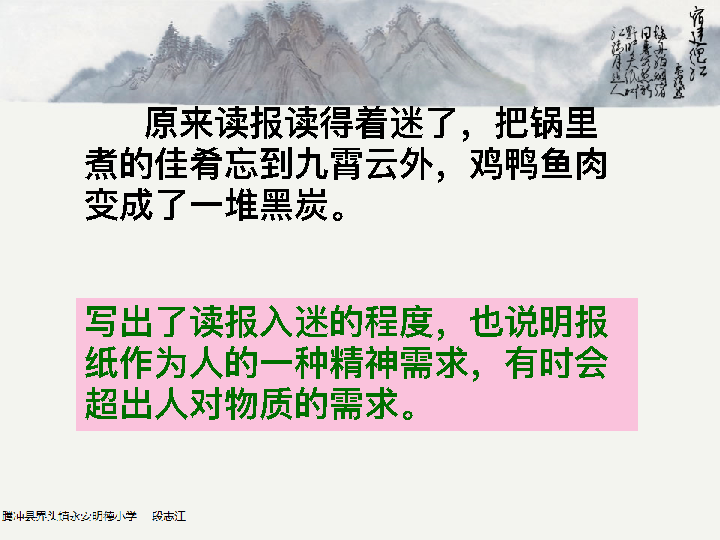 宿建德江
原来读报读得着迷了，把锅里
煮的佳肴忘到九霄云外，鸡鸭鱼肉
变成了一堆黑炭。
写出了读报入迷的程度，也说明报
纸作为人的一种精神需求，有时会
超出人对物质的需求。
腾冲县界头镇永安明德小学 段志江